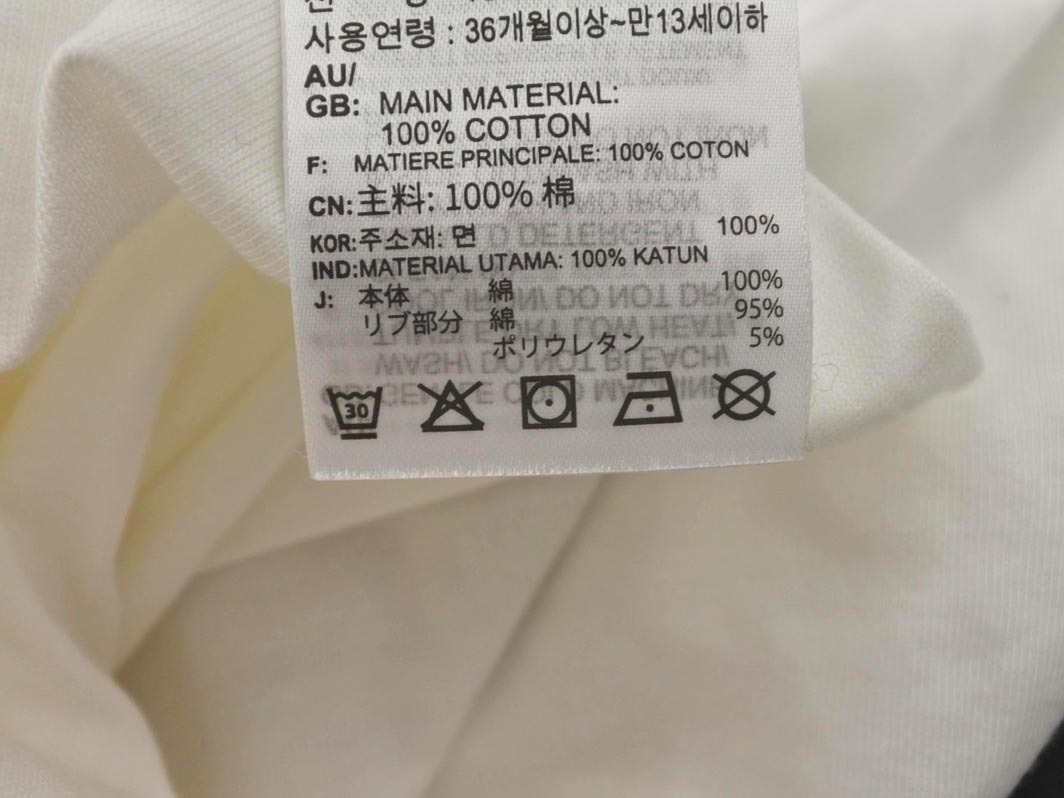 사용연령 : 36개월이상~만13세이하
AU/
GB: MAIN MATERIAL:
100% COTTON
F: MATIERE PRINCIPALE: 100% COTON
CN: 主料: 100% 棉
KOR: 주소재: 면 100%
IND: MATERIAL UTAMA: 100% KATUN
J: 本体 綿 100%
リブ部分 綿 95%
ポリウレタン 5%
30